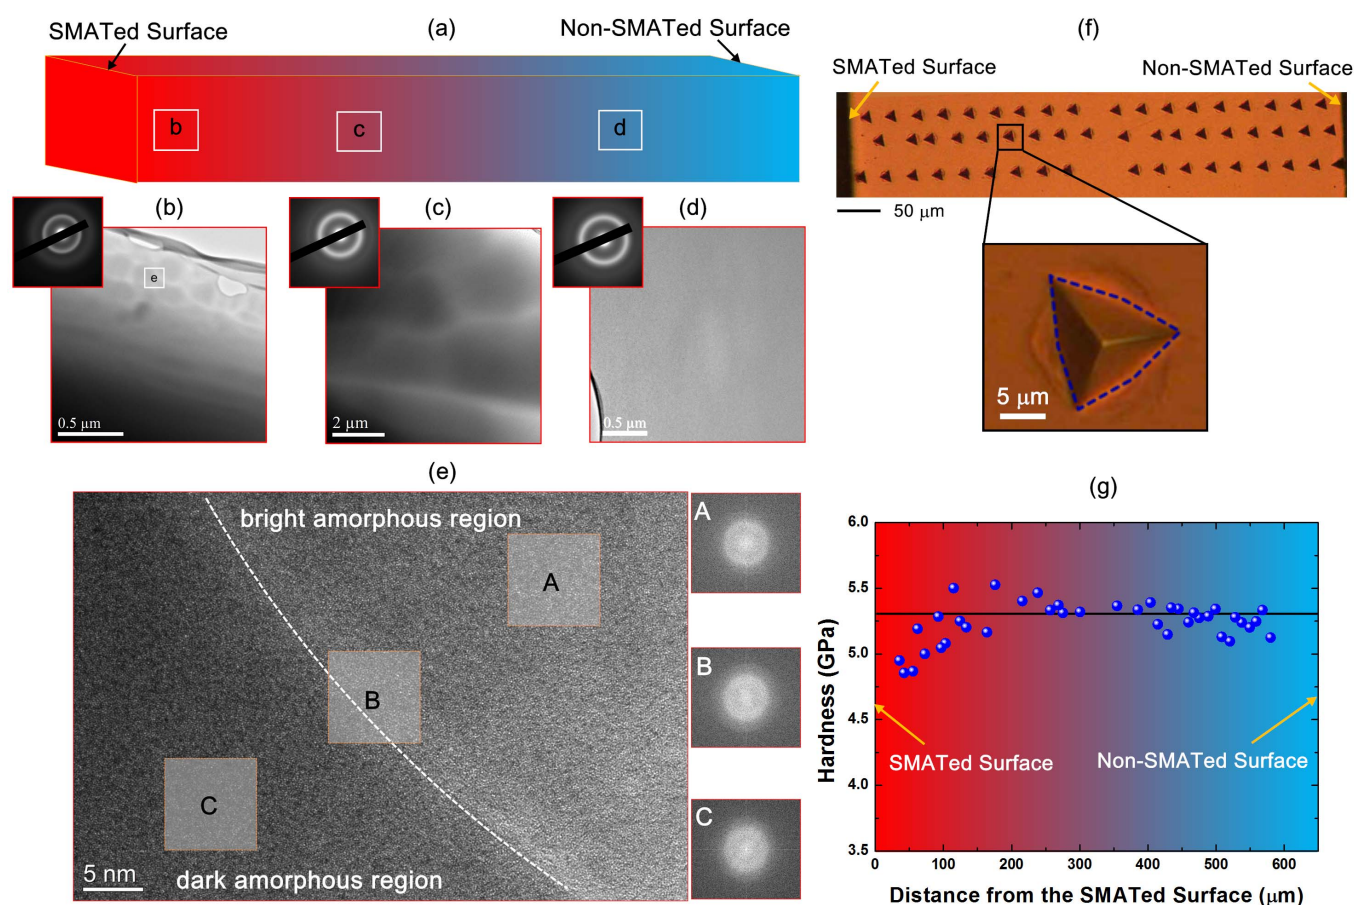 SMATed Surface
(a)
Non-SMATed Surface
b
c
d
(b)
(c)
(d)
e
0.5 µm
2 µm
0.5 µm
(f)
SMATed Surface
Non-SMATed Surface
50 µm
5 µm
(e)
bright amorphous region
A
B
C
5 nm
dark amorphous region
A
B
C
(g)
6.0
5.5
5.0
4.5
4.0
3.5
Hardness (GPa)
SMATed Surface
Non-SMATed Surface
0
100
200
300
400
500
600
Distance from the SMATed Surface (µm)